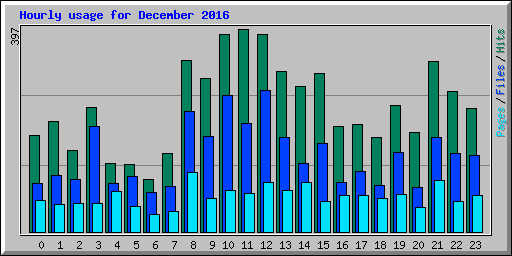 Hourly usage for December 2016
397
Pages/Files/Hits
0 1 2 3 4 5 6 7 8 9 10 11 12 13 14 15 16 17 18 19 20 21 22 23